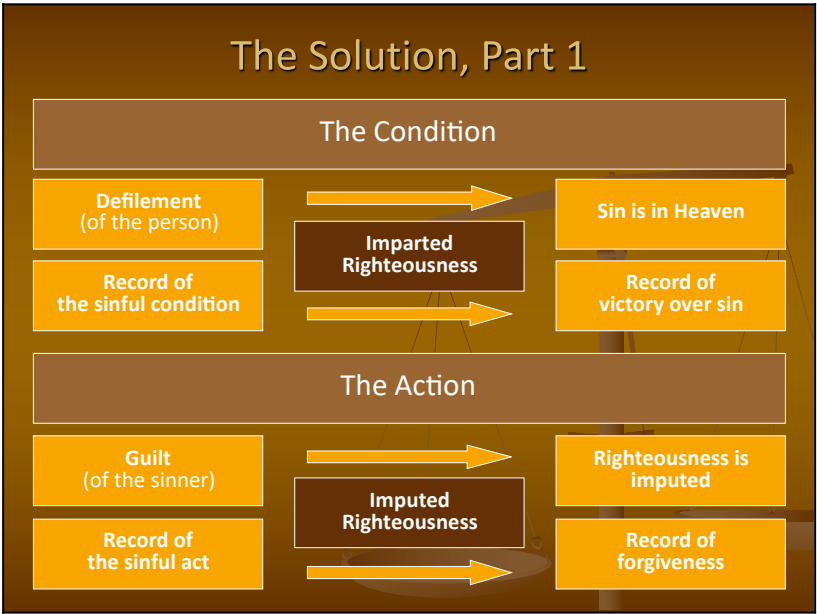 The Solution, Part 1
The Condition
Defilement
(of the person)
Sin is in Heaven
Imparted
Righteousness
Record of
the sinful condition
Record of
victory over sin
The Action
Guilt
(of the sinner)
Righteousness is
imputed
Imputed
Righteousness
Record of
the sinful act
Record of
forgiveness